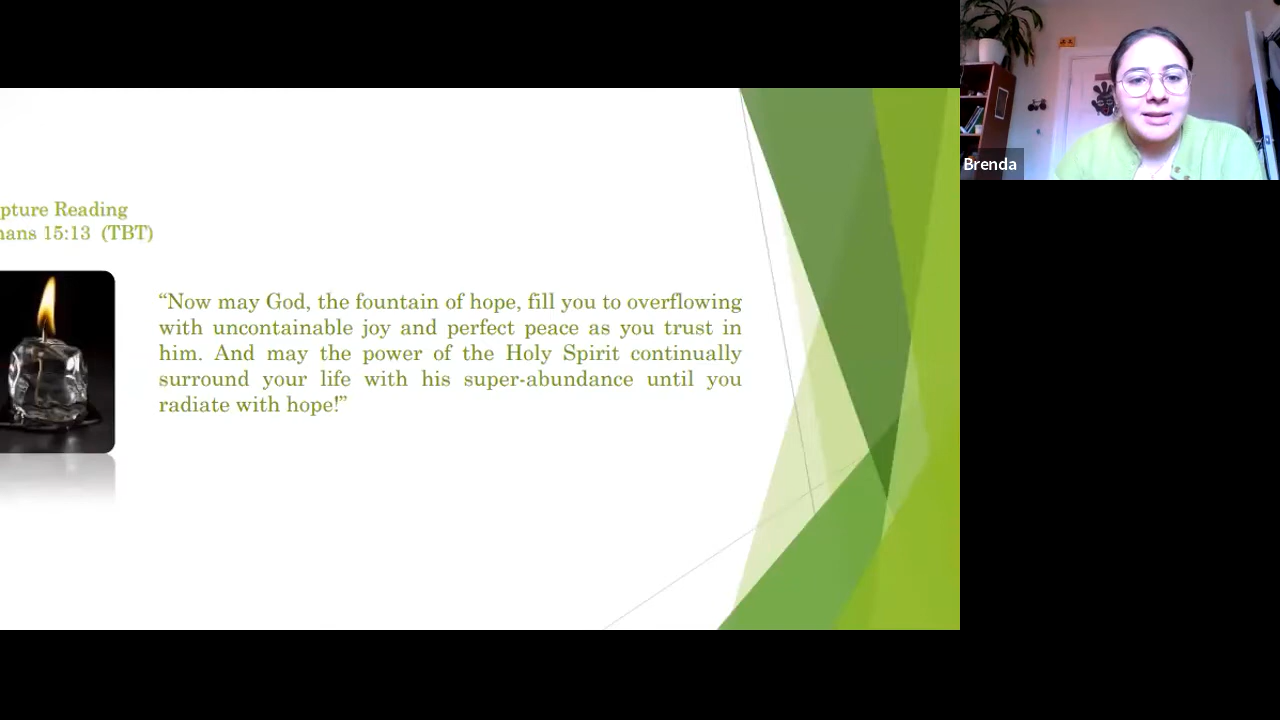 pture Reading
mans 15:13 (TBT)
“Now may God, the fountain of hope, fill you to overflowing
with uncontainable joy and perfect peace as you trust in
him. And may the power of the Holy Spirit continually
surround your life with his super-abundance until you
radiate with hope!”
Brenda